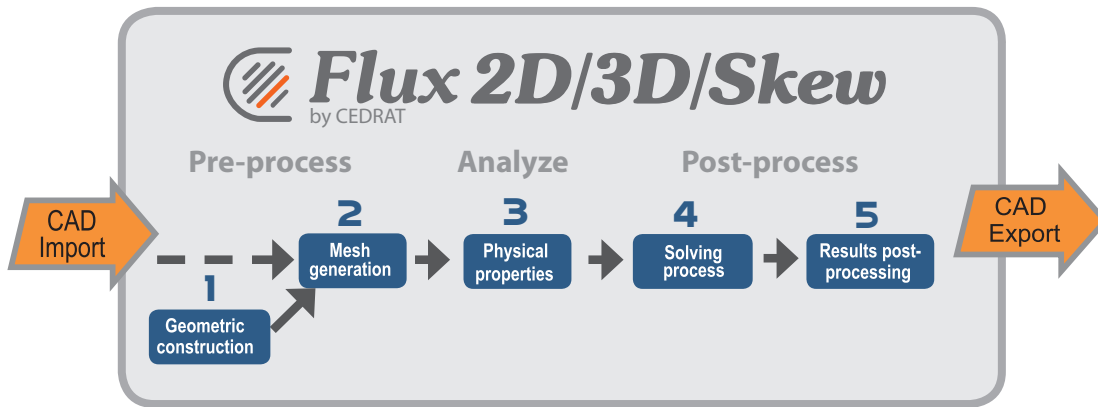 Flux 2D/3D/Skew
by CEDRAT
Pre-process
Analyze
Post-process
CAD
Import
1
Geometric
construction
2
Mesh
generation
3
Physical
properties
4
Solving
process
5
Results post-
processing
CAD
Export